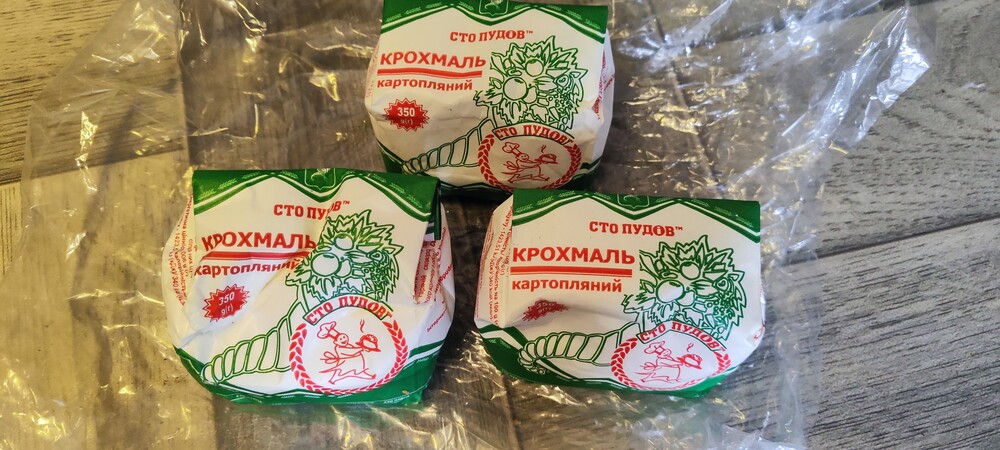 СТО ПУДОВ™
КРОХМАЛЬ
картопляний
350
g(г)
СТО ПУДОВ!
СТО ПУДОВ™
КРОХМАЛЬ
картопляний
350
g(г)
СТО ПУДОВ!
СТО ПУДОВ™
КРОХМАЛЬ
картопляний
СТО ПУДОВ!